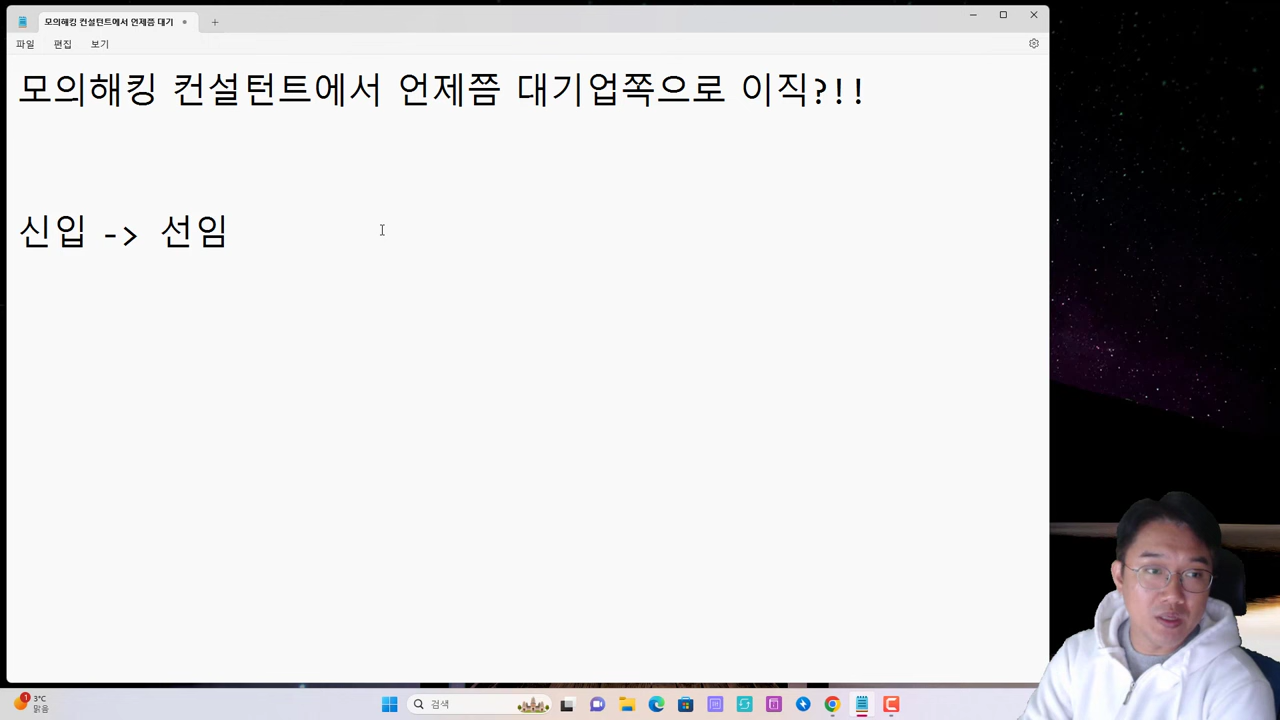 모의해킹 컨설턴트에서 언제쯤 대기
파일 편집 보기
모의해킹 컨설턴트에서 언제쯤 대기업쪽으로 이직?!!
신입 -> 선임
1
3°C
맑음
검색